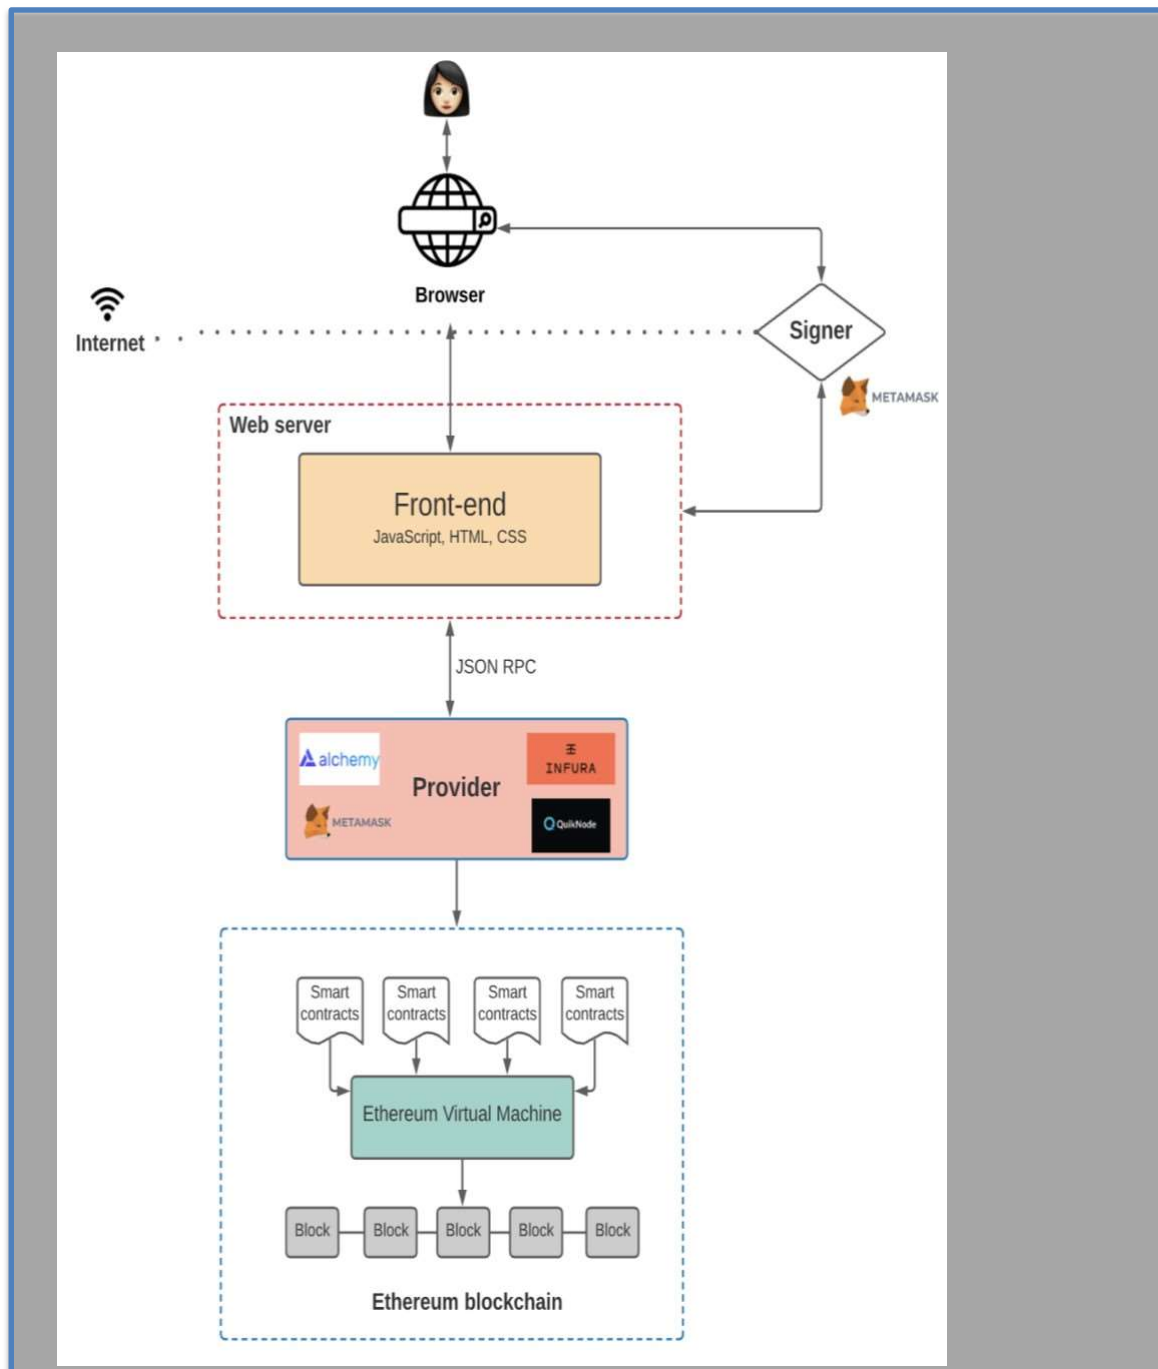 Browser
Internet
Signer
METAMASK
Web server
Front-end
JavaScript, HTML, CSS
JSON RPC
alchemy
INFURA
Provider
METAMASK
QuikNode
Smart
contracts
Smart
contracts
Smart
contracts
Smart
contracts
Ethereum Virtual Machine
Block
Block
Block
Block
Block
Ethereum blockchain